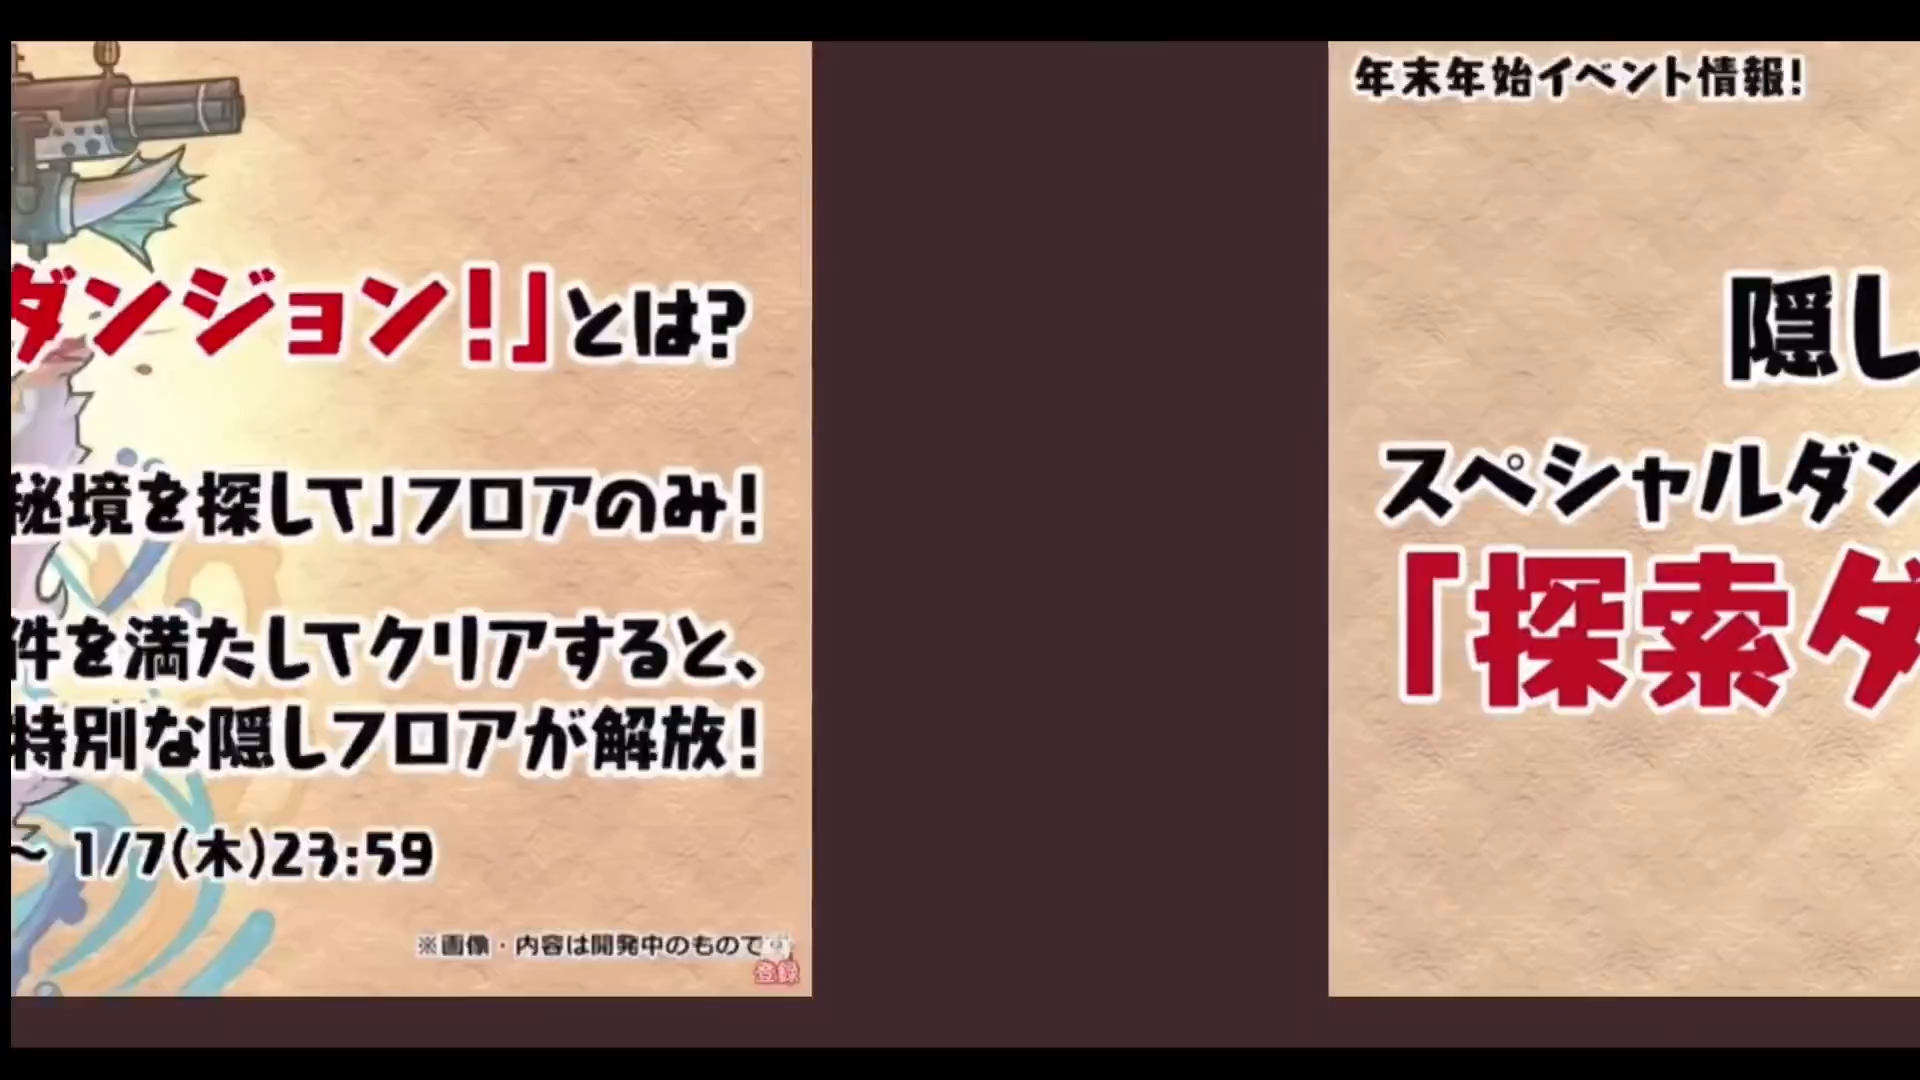 ダンジョン！」とは？
秘境を探して」フロアのみ！
件を満たしてクリアすると、
特別な隠しフロアが解放！
～ 1/7(木)23:59
※画像・内容は開発中のもので
登録
年末年始イベント情報！
隠し
スペシャルダン
「探索ダ